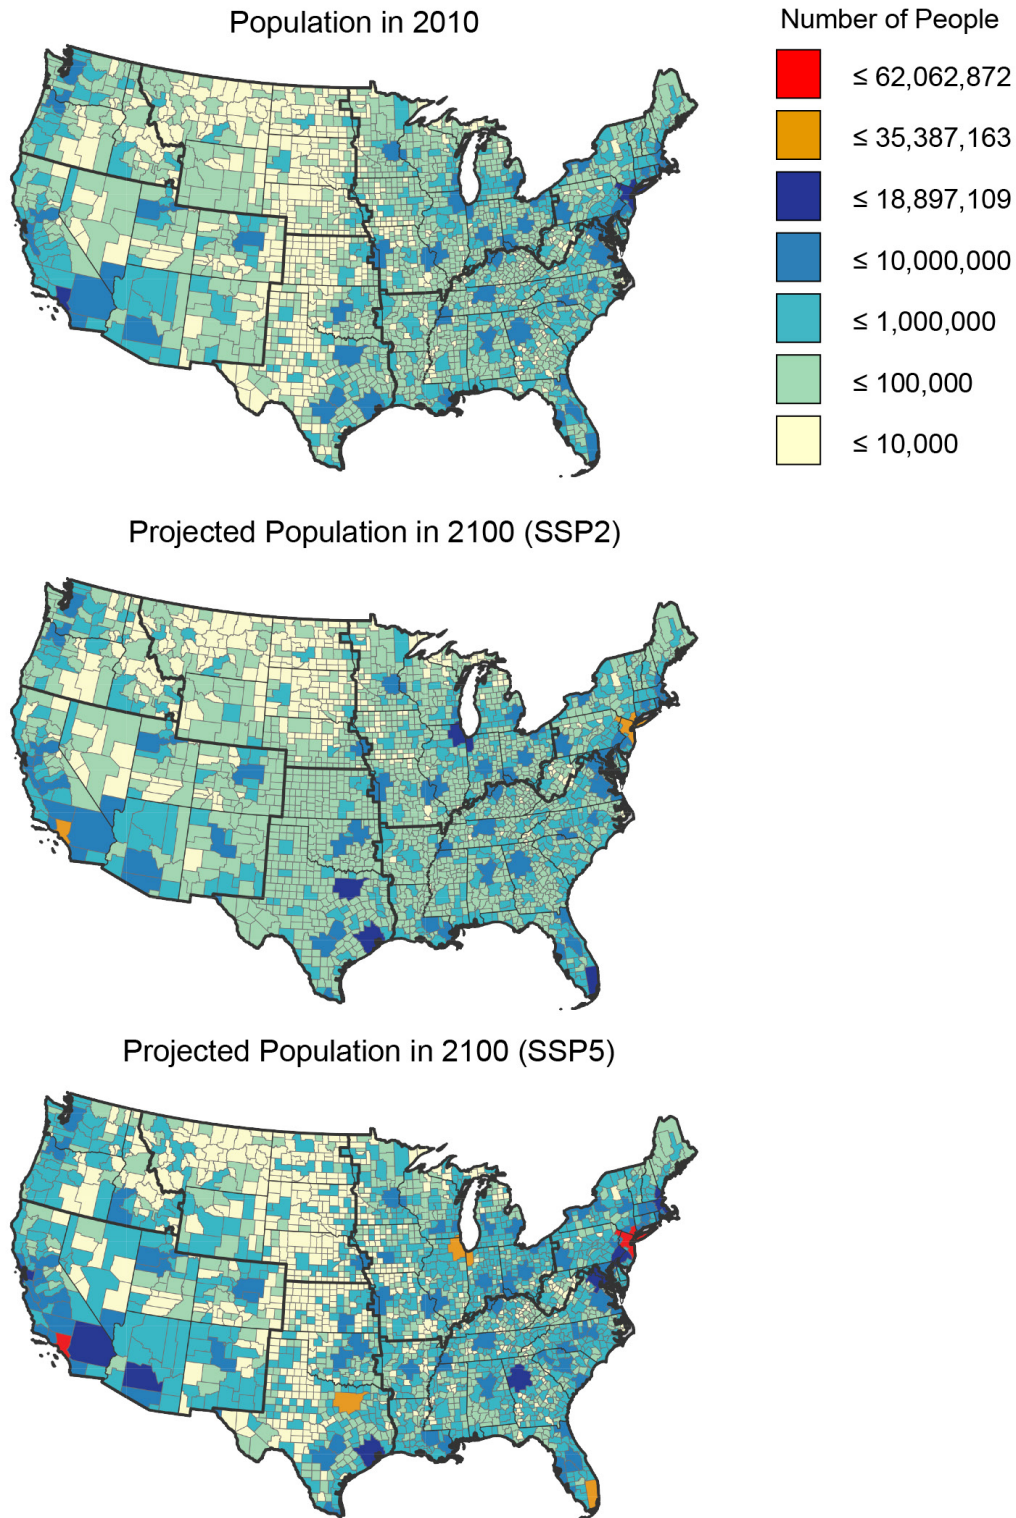 Population in 2010
Number of People
≤ 62,062,872
≤ 35,387,163
≤ 18,897,109
≤ 10,000,000
≤ 1,000,000
≤ 100,000
≤ 10,000
Projected Population in 2100 (SSP2)
Projected Population in 2100 (SSP5)